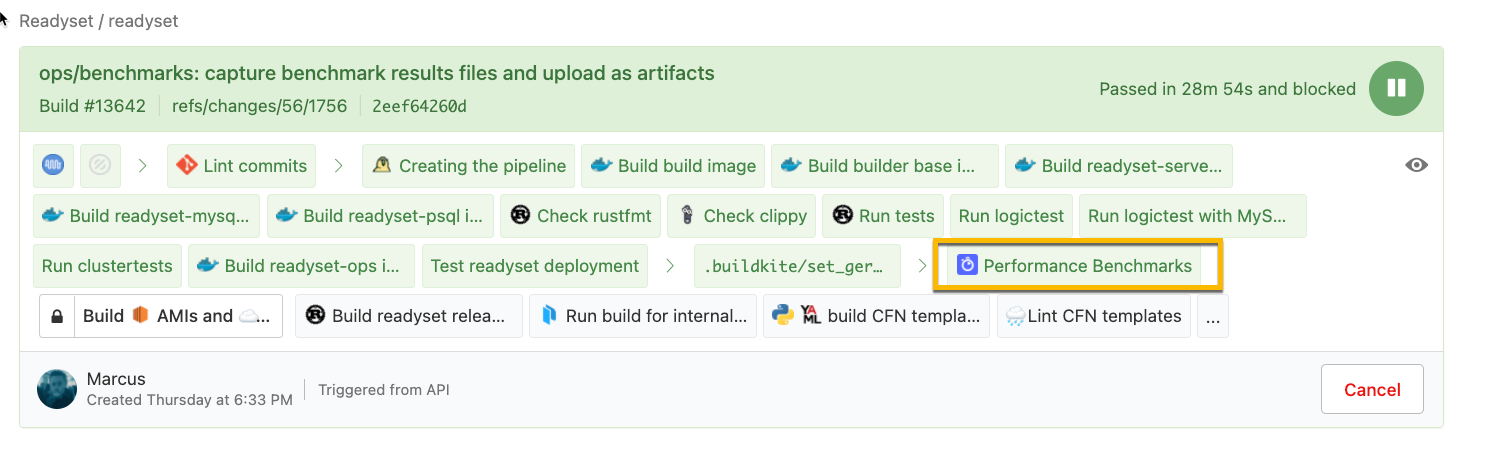 Readyset / readyset
ops/benchmarks: capture benchmark results files and upload as artifacts
Passed in 28m 54s and blocked
Build #13642 refs/changes/56/1756 2eef64260d
Lint commits Creating the pipeline Build build image Build builder base i... Build readyset-serve...
Build readyset-mysq... Build readyset-psql i... Check rustfmt Check clippy Run tests Run logictest Run logictest with MyS...
Run clustertests Build readyset-ops i... Test readyset deployment .buildkite/set_ger… Performance Benchmarks
Build AMIs and ... Build readyset relea... Run build for internal... YAML build CFN templa... Lint CFN templates ...
Marcus
Created Thursday at 6:33 PM Triggered from API
Cancel